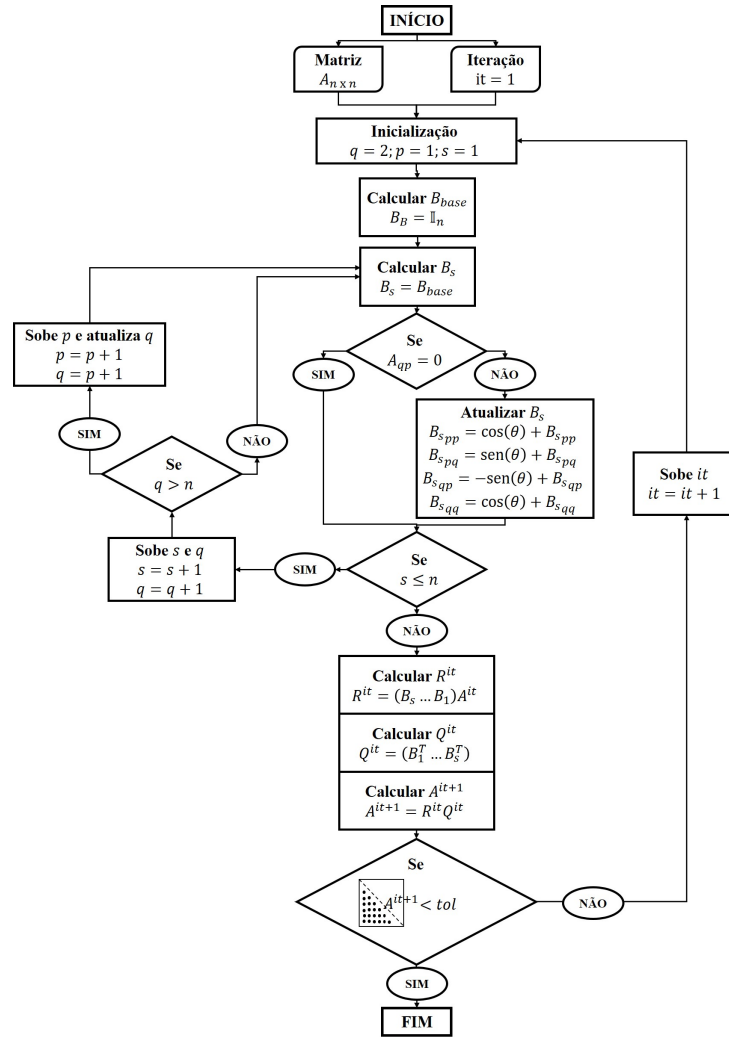 INÍCIO
Matriz
A_{n x n}
Iteração
it = 1
Inicialização
q = 2; p = 1; s = 1
Calcular B_{base}
B_B = 𝕀_n
Calcular B_s
B_s = B_{base}
Sobe p e atualiza q
p = p + 1
q = p + 1
Se
A_{qp} = 0
SIM
NÃO
Atualizar B_s
B_{s_{pp}} = cos(θ) + B_{s_{pp}}
B_{s_{pq}} = sen(θ) + B_{s_{pq}}
B_{s_{qp}} = −sen(θ) + B_{s_{qp}}
B_{s_{qq}} = cos(θ) + B_{s_{qq}}
SIM
NÃO
Se
q > n
Sobe it
it = it + 1
Sobe s e q
s = s + 1
q = q + 1
SIM
Se
s ≤ n
NÃO
Calcular R^{it}
R^{it} = (B_s … B_1)A^{it}
Calcular Q^{it}
Q^{it} = (B_1^T … B_s^T)
Calcular A^{it+1}
A^{it+1} = R^{it}Q^{it}
Se
A^{it+1} < tol
NÃO
SIM
FIM